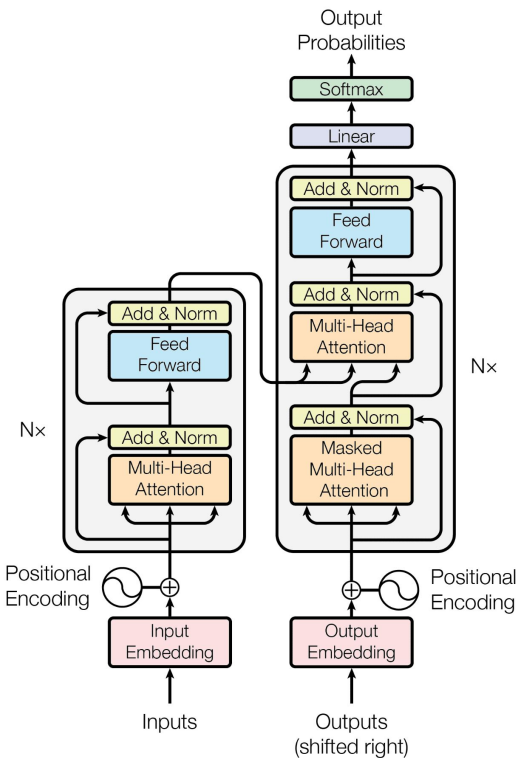 Output
Probabilities
Softmax
Linear
Add & Norm
Feed
Forward
Add & Norm
Multi-Head
Attention
Add & Norm
Masked
Multi-Head
Attention
N×
Add & Norm
Feed
Forward
Add & Norm
Multi-Head
Attention
N×
Positional
Encoding
Positional
Encoding
Input
Embedding
Output
Embedding
Inputs
Outputs
(shifted right)